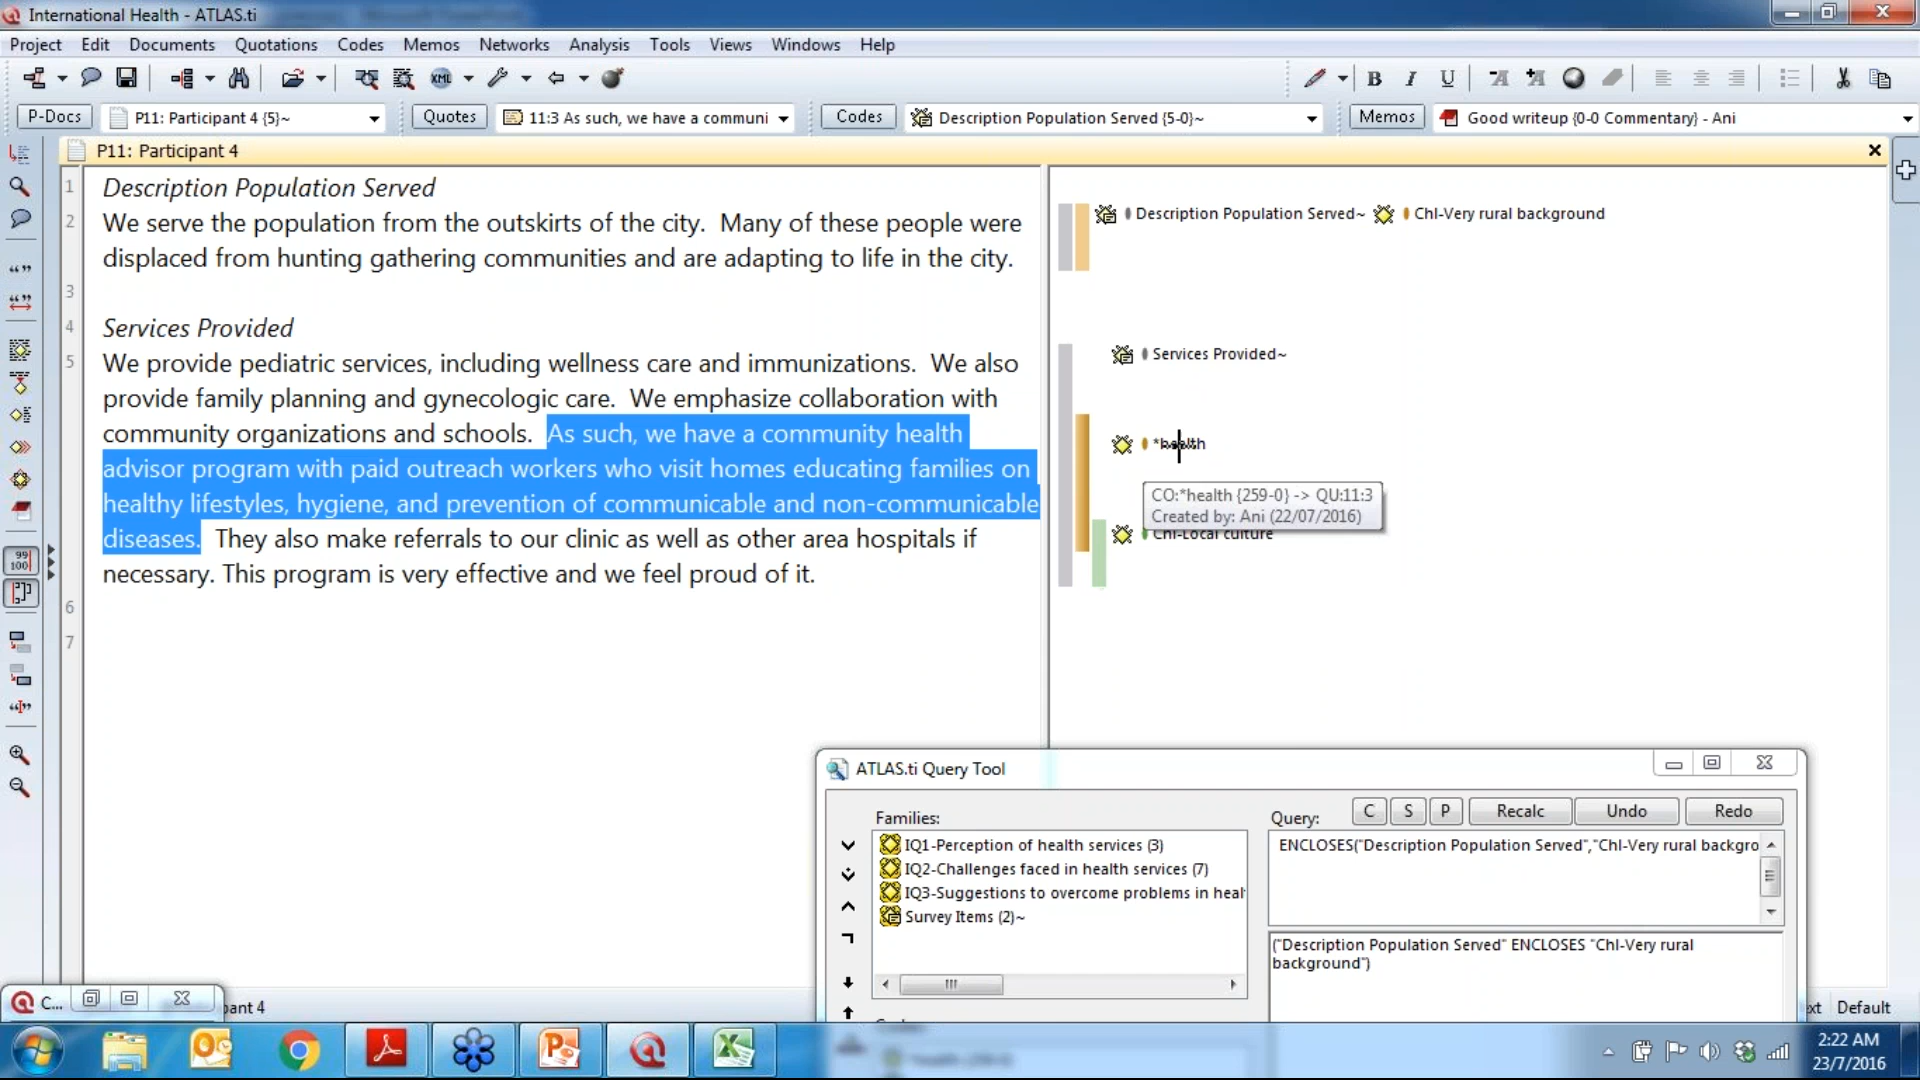 International Health - ATLAS.ti
Project Edit Documents Quotations Codes Memos Networks Analysis Tools Views Windows Help
XML B I U A A
P-Docs P11: Participant 4 {5}~ Quotes 11:3 As such, we have a communi Codes Description Population Served {5-0}~ Memos Good writeup {0-0 Commentary} - Ani
P11: Participant 4
1 Description Population Served
2 We serve the population from the outskirts of the city. Many of these people were
displaced from hunting gathering communities and are adapting to life in the city.
3
4 Services Provided
5 We provide pediatric services, including wellness care and immunizations. We also
provide family planning and gynecologic care. We emphasize collaboration with
community organizations and schools. As such, we have a community health
advisor program with paid outreach workers who visit homes educating families on
healthy lifestyles, hygiene, and prevention of communicable and non-communicable
diseases. They also make referrals to our clinic as well as other area hospitals if
necessary. This program is very effective and we feel proud of it.
6
7
99
100
Description Population Served~ ChI-Very rural background
Services Provided~
*health
CO:*health {259-0} -> QU:11:3
Created by: Ani (22/07/2016)
ChI-Local culture
ATLAS.ti Query Tool
Families:
IQ1-Perception of health services (3)
IQ2-Challenges faced in health services (7)
IQ3-Suggestions to overcome problems in heal
Survey Items (2)~
Query: C S P Recalc Undo Redo
ENCLOSES("Description Population Served","ChI-Very rural backgro
("Description Population Served" ENCLOSES "ChI-Very rural
background")
C...
pant 4
xt Default
2:22 AM
23/7/2016